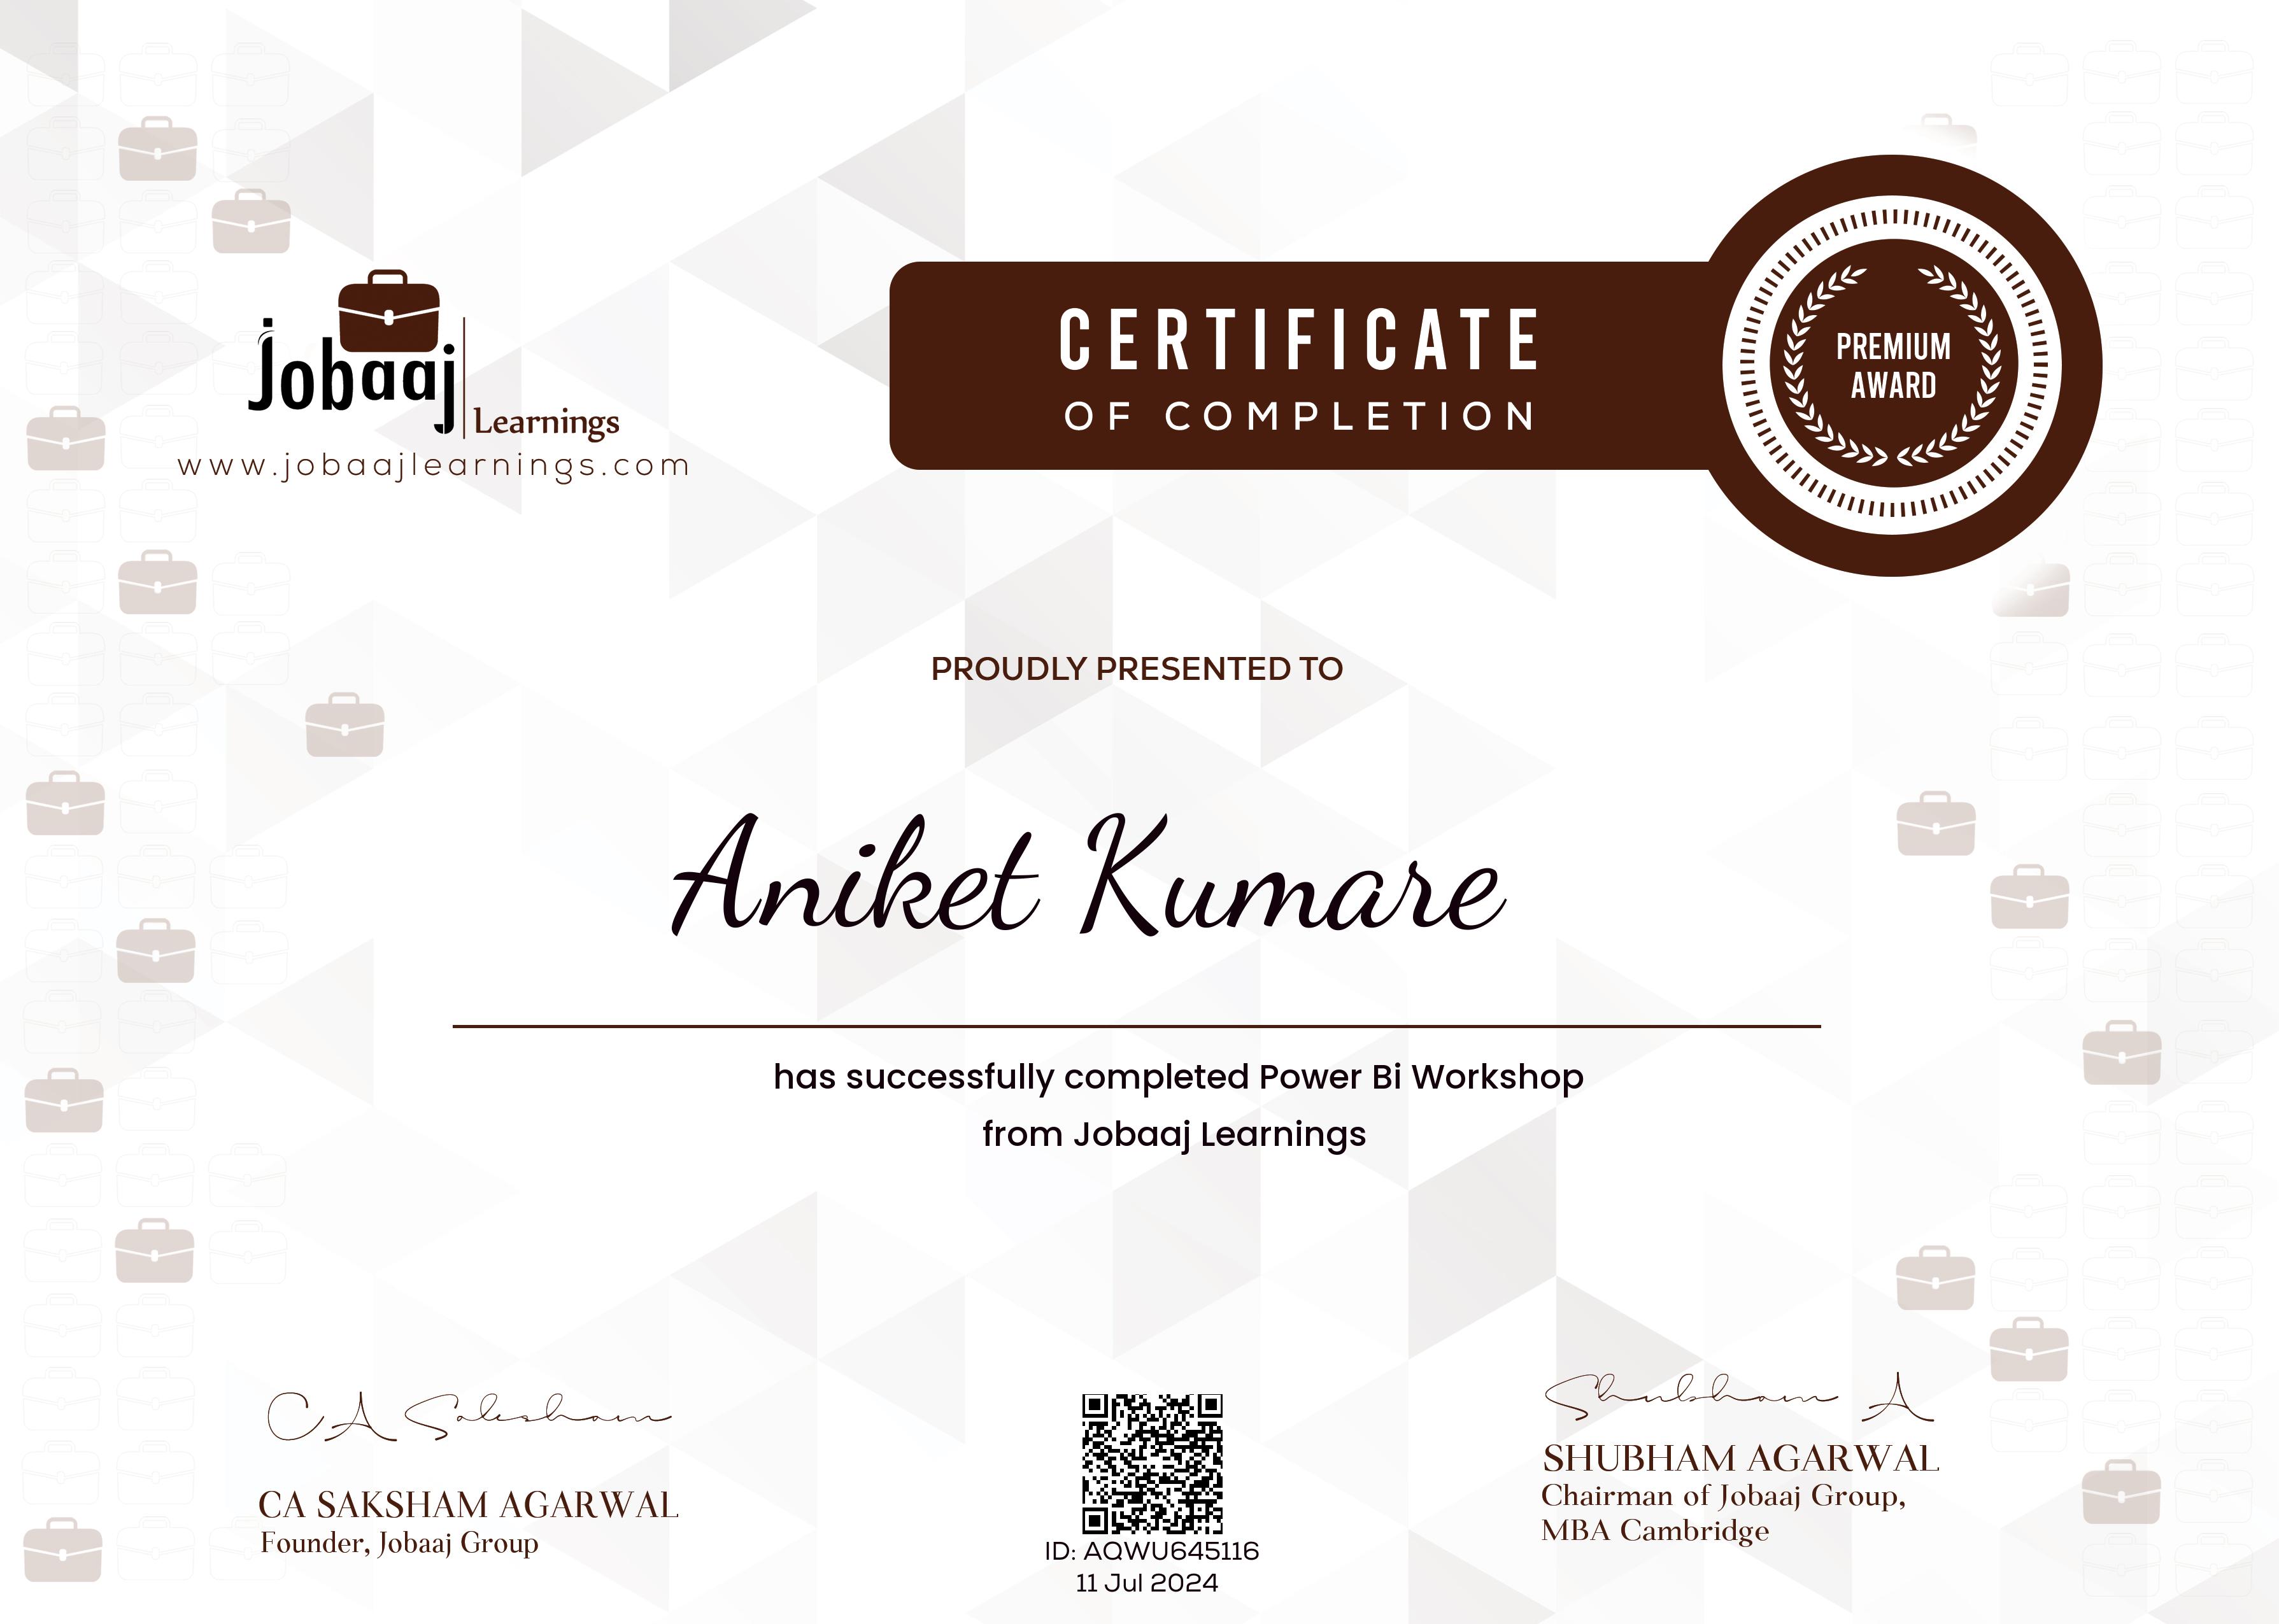 Jobaaj
Learnings
www.jobaajlearnings.com
CERTIFICATE
OF COMPLETION
PREMIUM
AWARD
PROUDLY PRESENTED TO
Aniket Kumare
has successfully completed Power Bi Workshop
from Jobaaj Learnings
CA Saksham
CA SAKSHAM AGARWAL
Founder, Jobaaj Group
ID: AQWU645116
11 Jul 2024
Shubham A
SHUBHAM AGARWAL
Chairman of Jobaaj Group,
MBA Cambridge